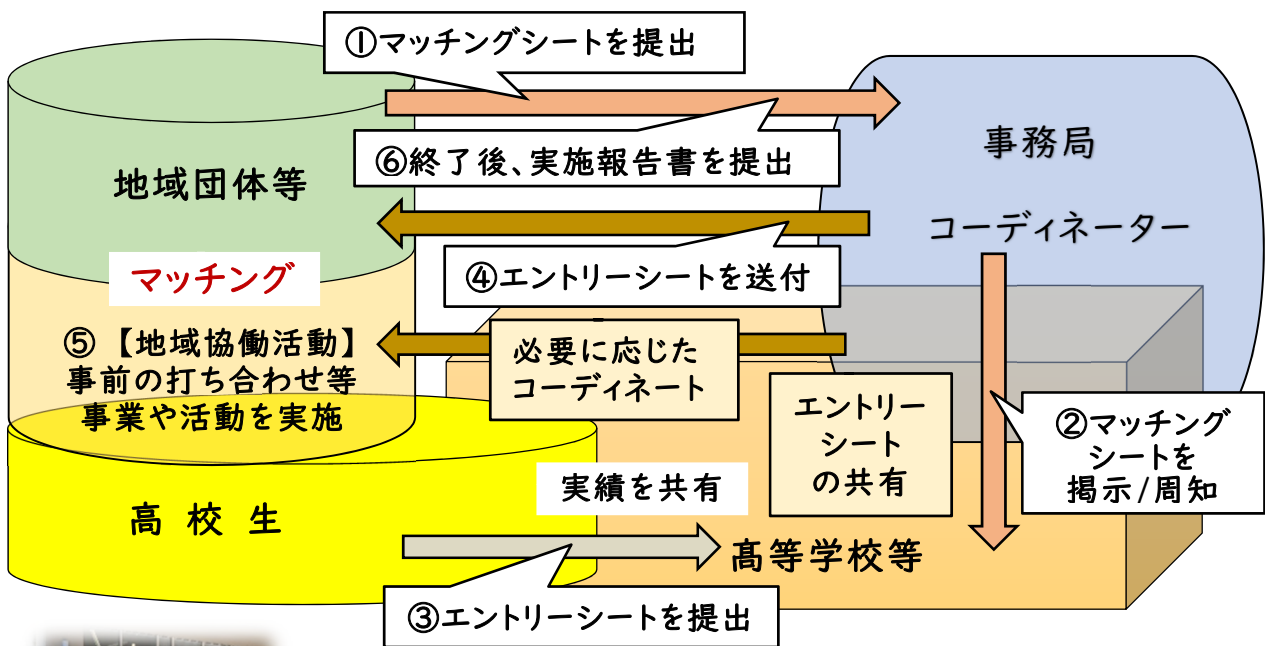 ①マッチングシートを提出
⑥終了後、実施報告書を提出
地域団体等
事務局
コーディネーター
④エントリーシートを送付
マッチング
⑤【地域協働活動】
事前の打ち合わせ等
事業や活動を実施
必要に応じた
コーディネート
エントリー
シート
の共有
②マッチング
シートを
掲示/周知
実績を共有
高校生
髙等学校等
③エントリーシートを提出